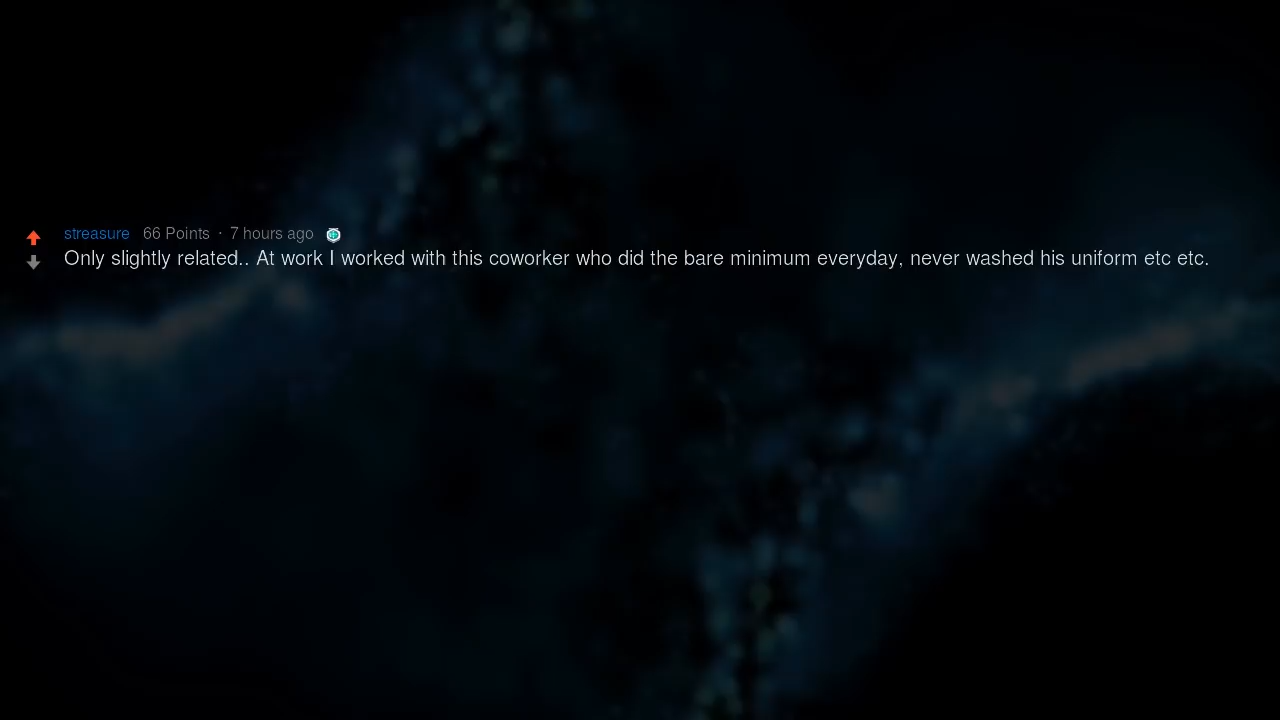 streasure 66 Points · 7 hours ago
Only slightly related.. At work I worked with this coworker who did the bare minimum everyday, never washed his uniform etc etc.